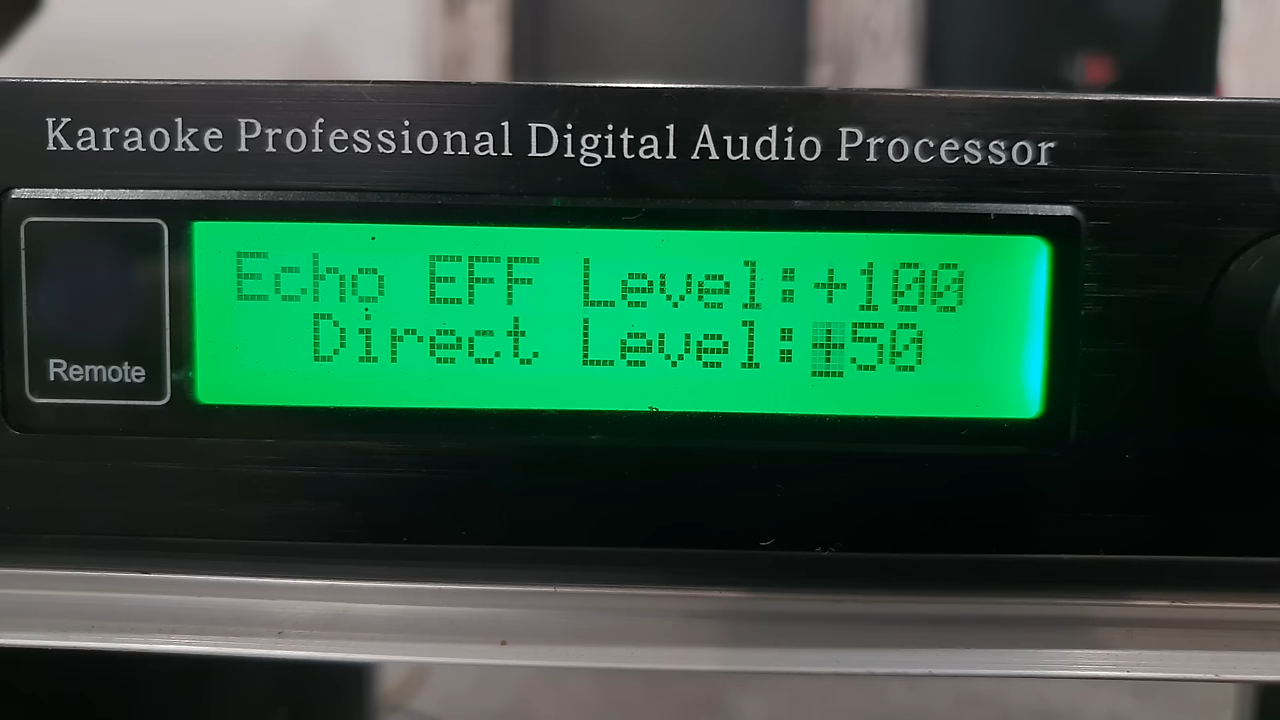 Karaoke Professional Digital Audio Processor
Echo EFF Level:+100
Direct Level:+50
Remote